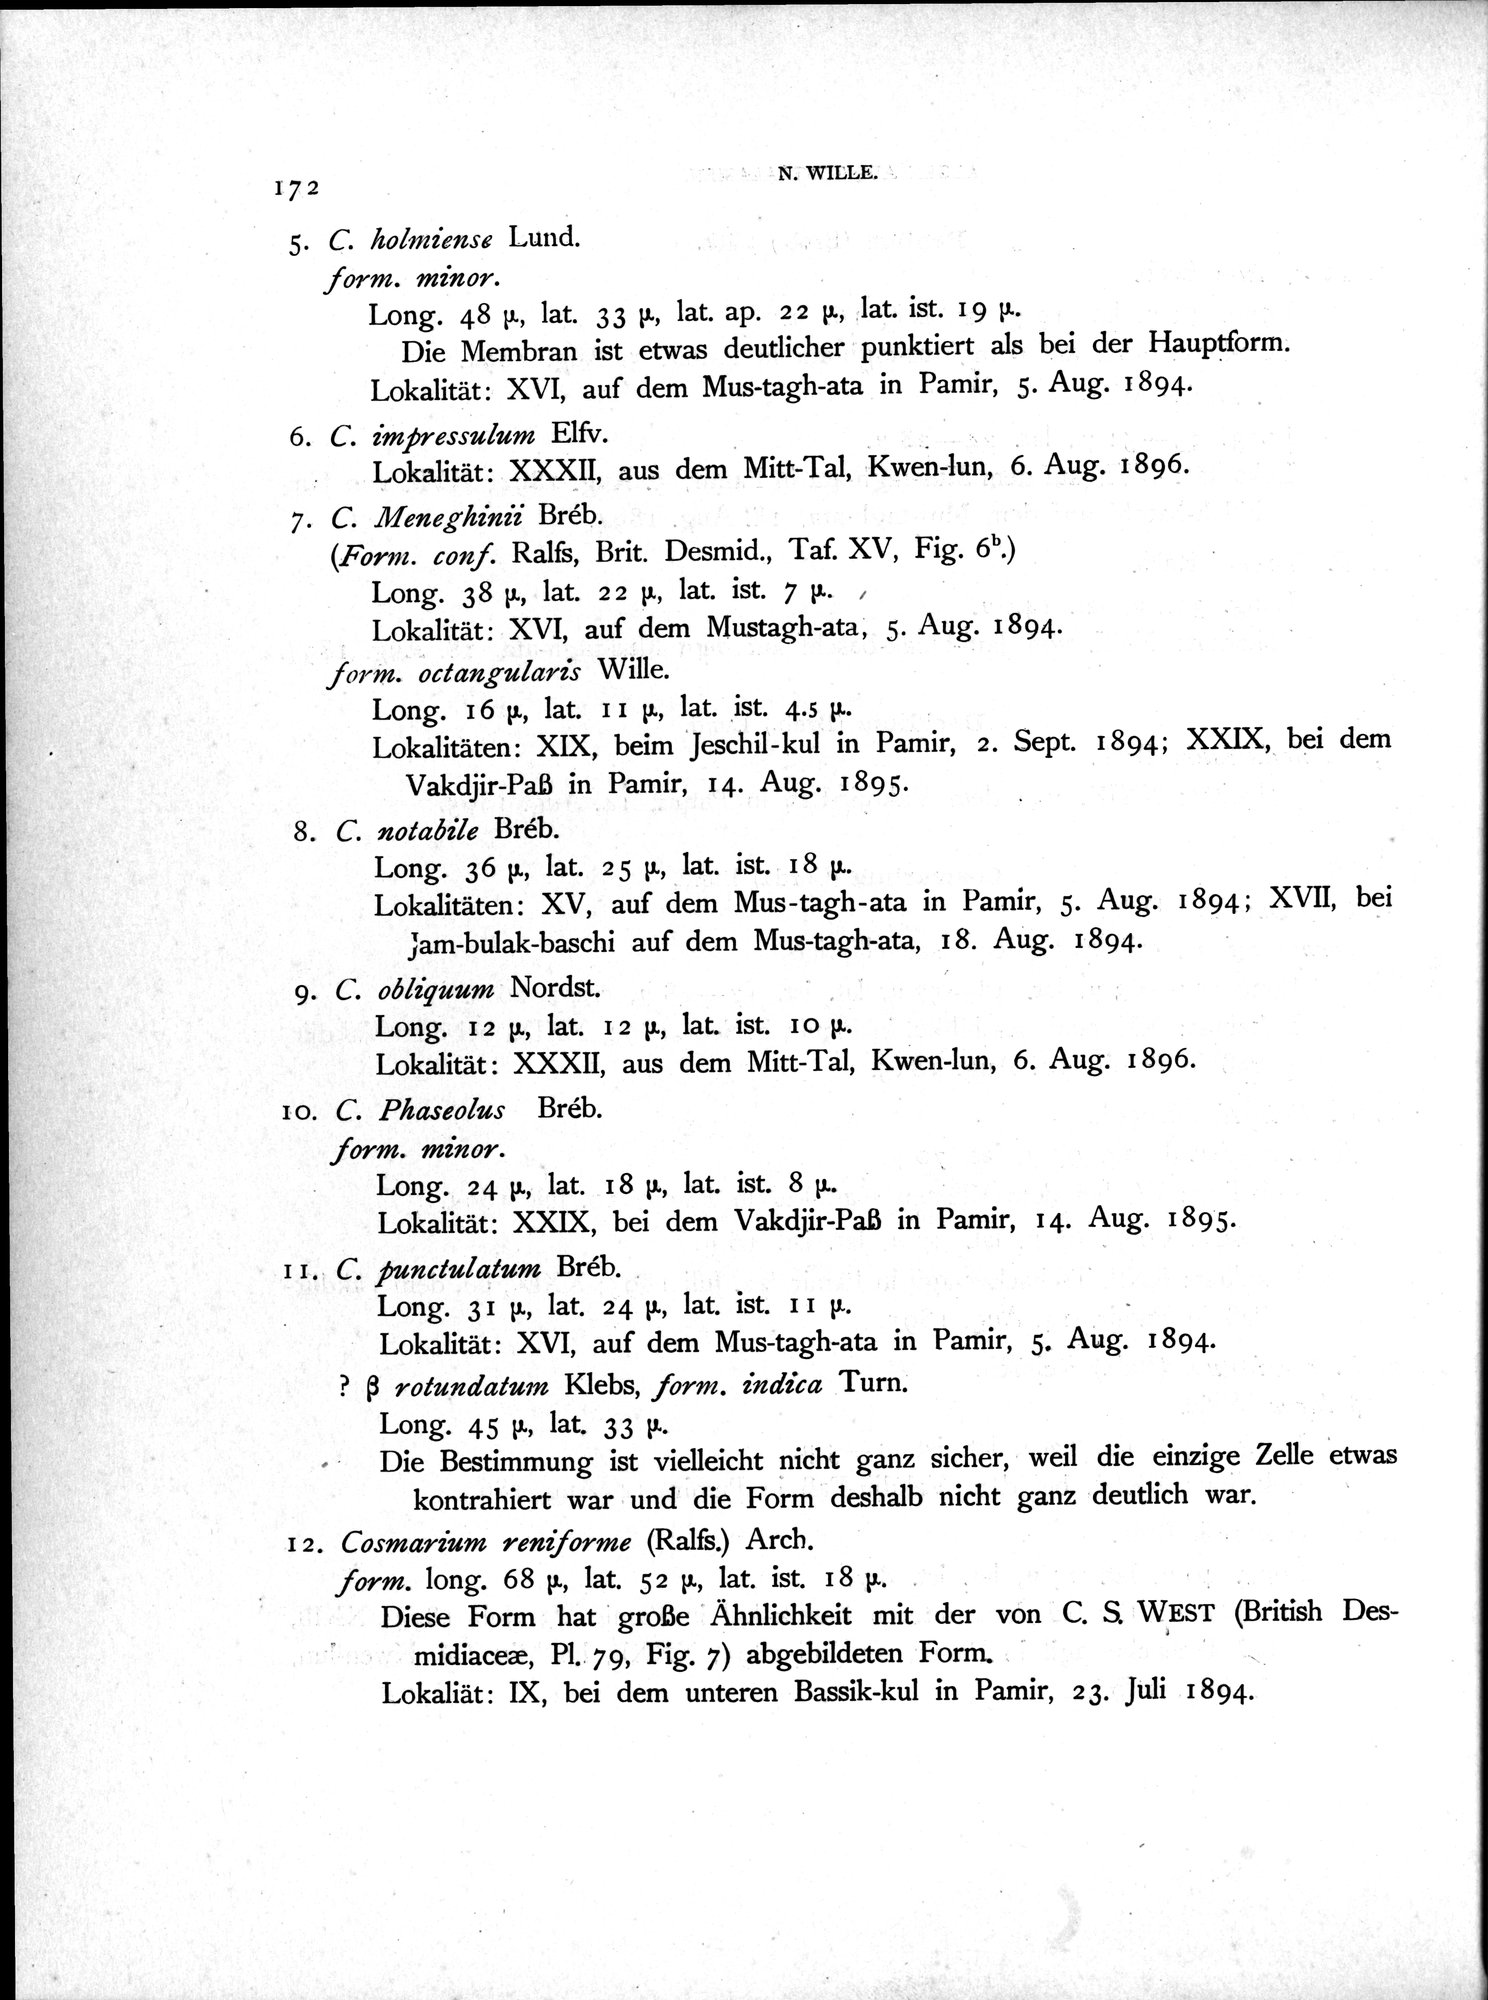 172
N. WILLE.
5. C. holmiense Lund.
form. minor.
Long. 48 µ, lat. 33 µ, lat. ap. 22 µ, lat. ist. 19 µ.
Die Membran ist etwas deutlicher punktiert als bei der Hauptform.
Lokalität: XVI, auf dem Mus-tagh-ata in Pamir, 5. Aug. 1894.
6. C. impressulum Elfv.
Lokalität: XXXII, aus dem Mitt-Tal, Kwen-lun, 6. Aug. 1896.
7. C. Meneghinii Bréb.
(Form. conf. Ralfs, Brit. Desmid., Taf. XV, Fig. 6ᵇ.)
Long. 38 µ, lat. 22 µ, lat. ist. 7 µ.
Lokalität: XVI, auf dem Mustagh-ata, 5. Aug. 1894.
form. octangularis Wille.
Long. 16 µ, lat. 11 µ, lat. ist. 4.5 µ.
Lokalitäten: XIX, beim Jeschil-kul in Pamir, 2. Sept. 1894; XXIX, bei dem
Vakdjir-Paß in Pamir, 14. Aug. 1895.
8. C. notabile Bréb.
Long. 36 µ, lat. 25 µ, lat. ist. 18 µ.
Lokalitäten: XV, auf dem Mus-tagh-ata in Pamir, 5. Aug. 1894; XVII, bei
Jam-bulak-baschi auf dem Mus-tagh-ata, 18. Aug. 1894.
9. C. obliquum Nordst.
Long. 12 µ, lat. 12 µ, lat. ist. 10 µ.
Lokalität: XXXII, aus dem Mitt-Tal, Kwen-lun, 6. Aug. 1896.
10. C. Phaseolus Bréb.
form. minor.
Long. 24 µ, lat. 18 µ, lat. ist. 8 µ.
Lokalität: XXIX, bei dem Vakdjir-Paß in Pamir, 14. Aug. 1895.
11. C. punctulatum Bréb.
Long. 31 µ, lat. 24 µ, lat. ist. 11 µ.
Lokalität: XVI, auf dem Mus-tagh-ata in Pamir, 5. Aug. 1894.
? β rotundatum Klebs, form. indica Turn.
Long. 45 µ, lat. 33 µ.
Die Bestimmung ist vielleicht nicht ganz sicher, weil die einzige Zelle etwas
kontrahiert war und die Form deshalb nicht ganz deutlich war.
12. Cosmarium reniforme (Ralfs.) Arch.
form. long. 68 µ, lat. 52 µ, lat. ist. 18 µ.
Diese Form hat große Ähnlichkeit mit der von C. S. WEST (British Des-
midiaceæ, Pl. 79, Fig. 7) abgebildeten Form.
Lokaliät: IX, bei dem unteren Bassik-kul in Pamir, 23. Juli 1894.